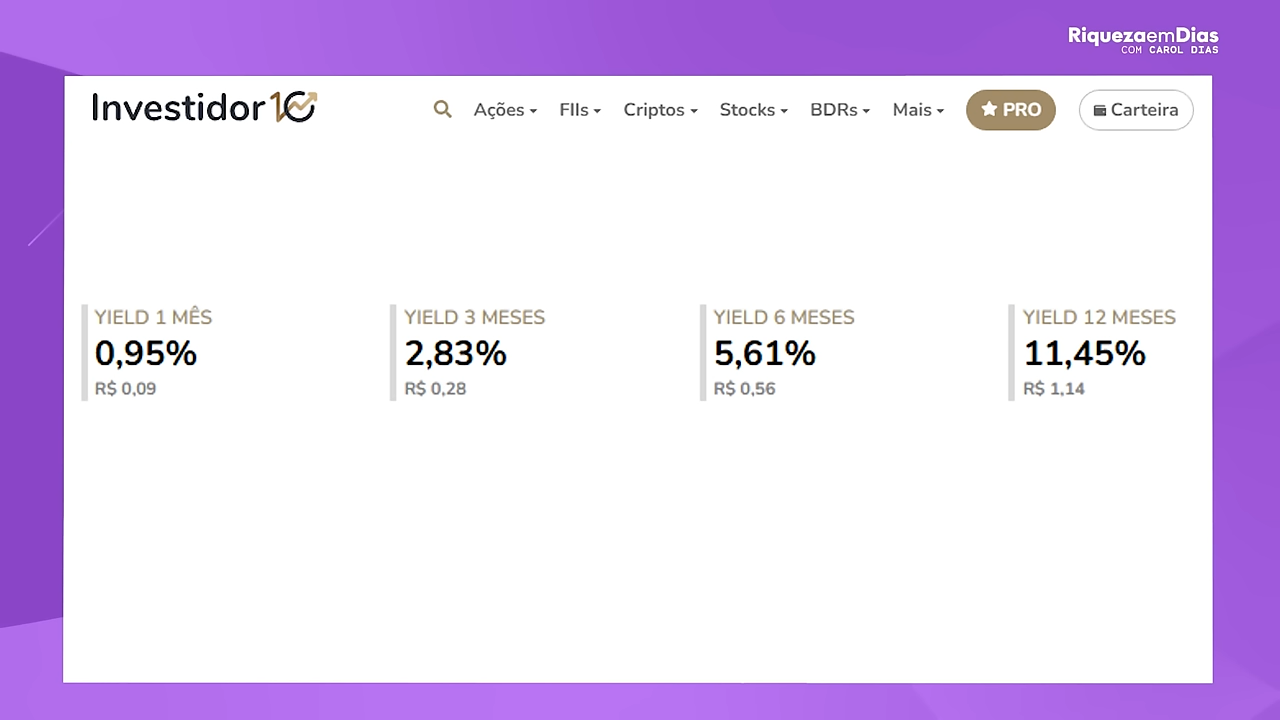 RiquezaemDias
COM CAROL DIAS
Investidor 10
Ações
FIIs
Criptos
Stocks
BDRs
Mais
PRO
Carteira
YIELD 1 MÊS
0,95%
R$ 0,09
YIELD 3 MESES
2,83%
R$ 0,28
YIELD 6 MESES
5,61%
R$ 0,56
YIELD 12 MESES
11,45%
R$ 1,14